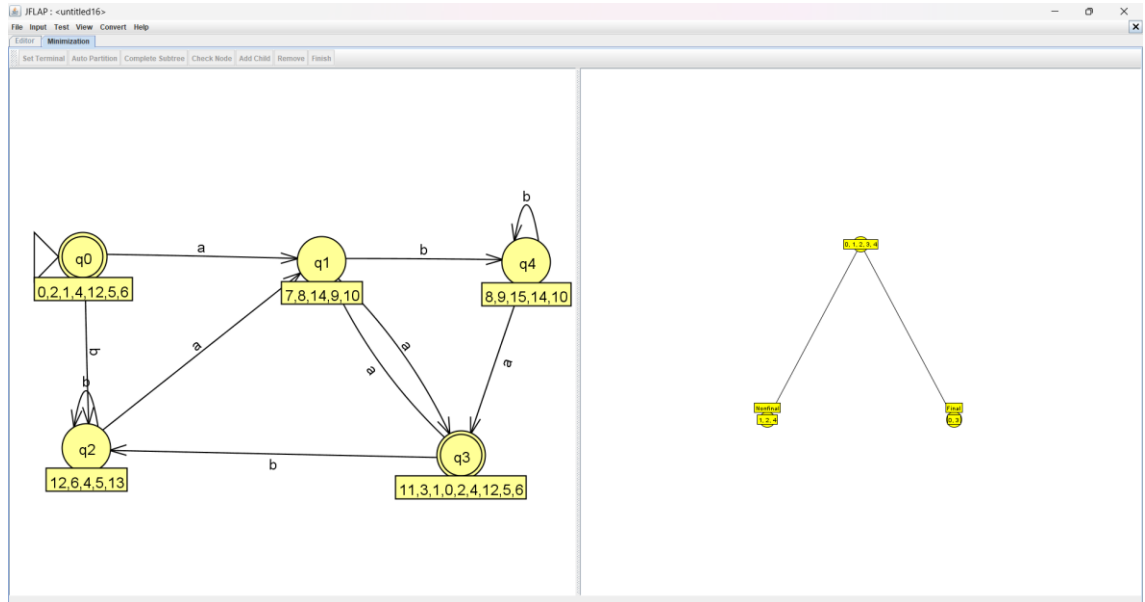 JFLAP : <untitled16>
File Input Test View Convert Help
Editor Minimization
Set Terminal Auto Partition Complete Subtree Check Node Add Child Remove Finish
b
q0 a q1 b q4
0,2,1,4,12,5,6 7,8,14,9,10 8,9,15,14,10
b a a a a
b
q2 b q3
12,6,4,5,13 11,3,1,0,2,4,12,5,6
0, 1, 2, 3, 4
Nonfinal Final
1, 2, 4 0, 3